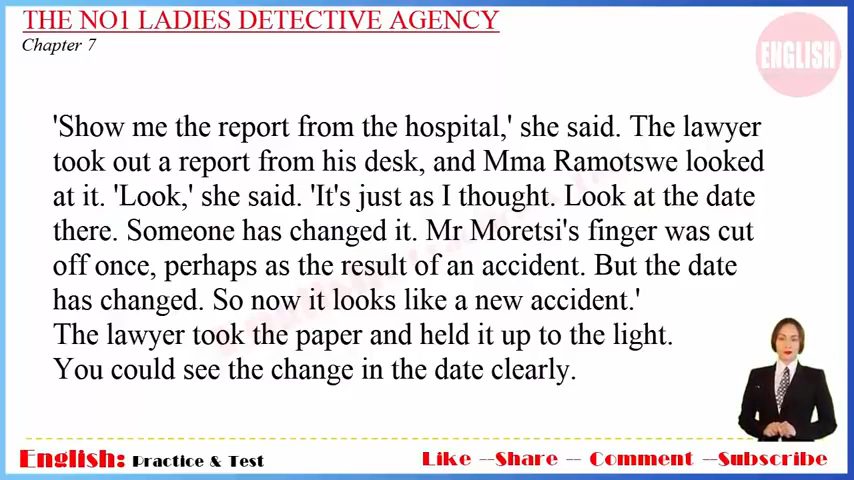 THE NO1 LADIES DETECTIVE AGENCY
Chapter 7
ENGLISH
'Show me the report from the hospital,' she said. The lawyer
took out a report from his desk, and Mma Ramotswe looked
at it. 'Look,' she said. 'It's just as I thought. Look at the date
there. Someone has changed it. Mr Moretsi's finger was cut
off once, perhaps as the result of an accident. But the date
has changed. So now it looks like a new accident.'
The lawyer took the paper and held it up to the light.
You could see the change in the date clearly.
English: Practice & Test
Like --Share -- Comment --Subscribe